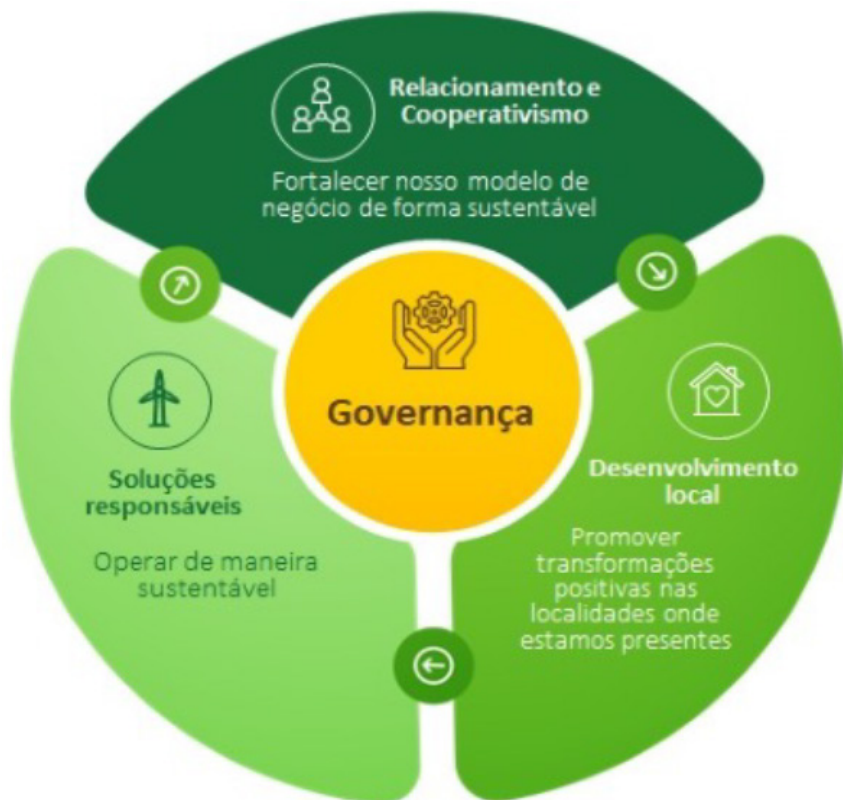 Relacionamento e
Cooperativismo
Fortalecer nosso modelo de
negócio de forma sustentável
Governança
Soluções
responsáveis
Operar de maneira
sustentável
Desenvolvimento
local
Promover
transformações
positivas nas
localidades onde
estamos presentes